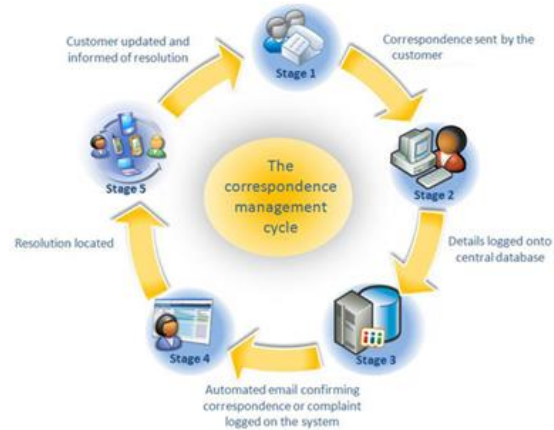 Customer updated and
informed of resolution
Stage 1
Correspondence sent by the
customer
Stage 2
Details logged onto
central database
Stage 3
Automated email confirming
correspondence or complaint
logged on the system
Stage 4
Resolution located
Stage 5
The
correspondence
management
cycle